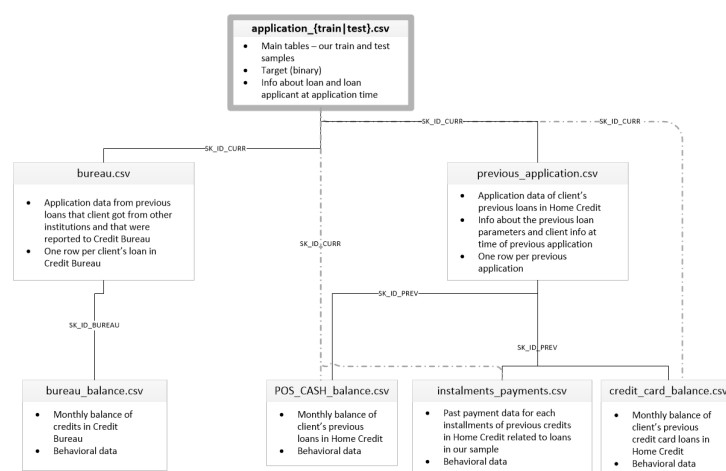 application_{train|test}.csv
• Main tables – our train and test
samples
• Target (binary)
• Info about loan and loan
applicant at application time
SK_ID_CURR
SK_ID_CURR
SK_ID_CURR
bureau.csv
• Application data from previous
loans that client got from other
institutions and that were
reported to Credit Bureau
• One row per client's loan in
Credit Bureau
previous_application.csv
• Application data of client's
previous loans in Home Credit
• Info about the previous loan
parameters and client info at
time of previous application
• One row per previous
application
SK_ID_CURR
SK_ID_PREV
SK_ID_BUREAU
SK_ID_PREV
bureau_balance.csv
• Monthly balance of
credits in Credit
Bureau
• Behavioral data
POS_CASH_balance.csv
• Monthly balance of
client's previous
loans in Home Credit
• Behavioral data
instalments_payments.csv
• Past payment data for each
installments of previous credits
in Home Credit related to loans
in our sample
• Behavioral data
credit_card_balance.csv
• Monthly balance of
client's previous
credit card loans in
Home Credit
• Behavioral data